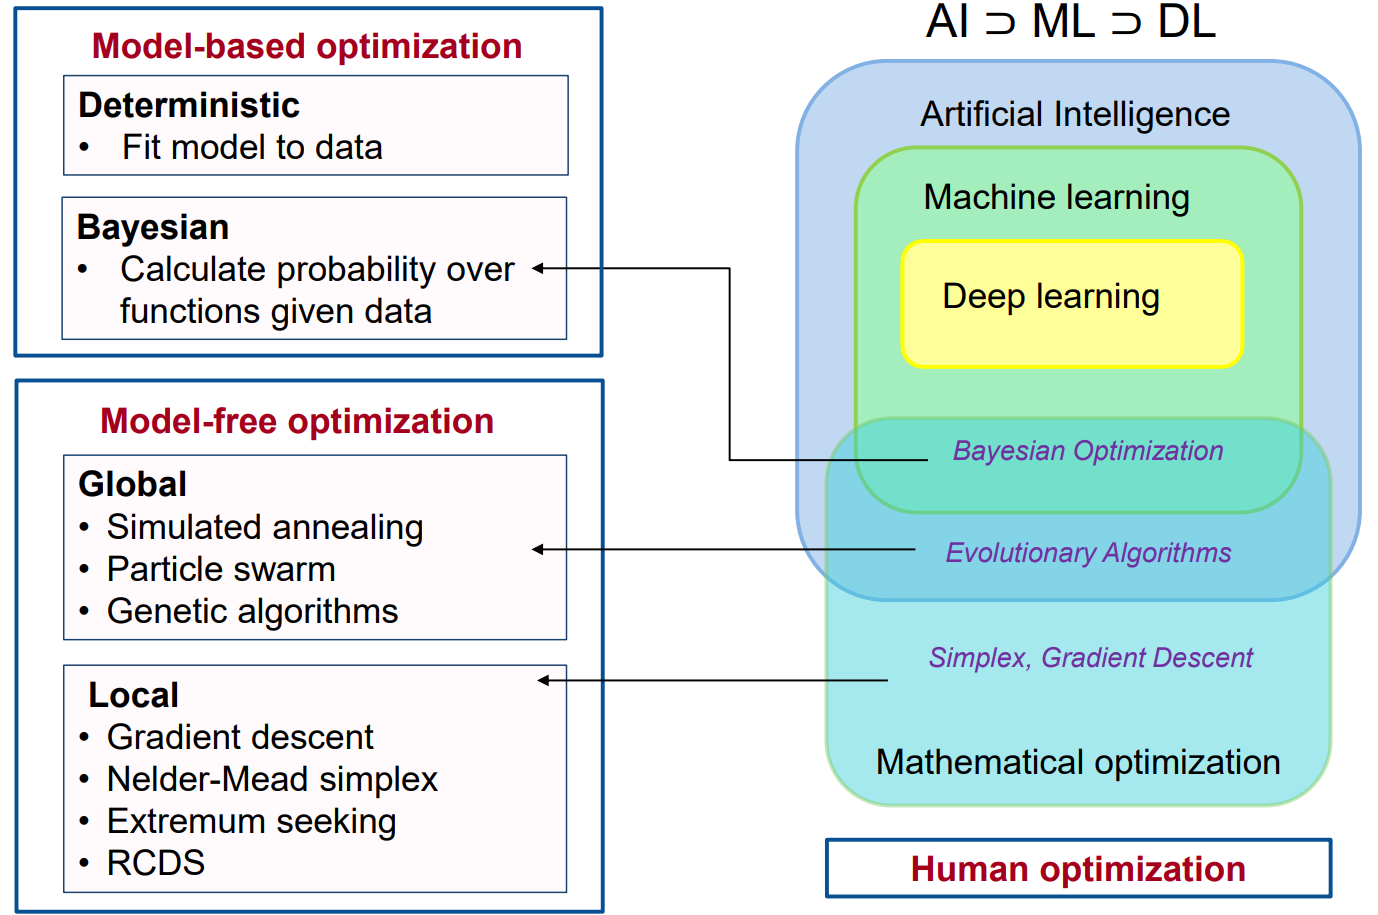 Model-based optimization
Deterministic
• Fit model to data
Bayesian
• Calculate probability over
functions given data
Model-free optimization
Global
• Simulated annealing
• Particle swarm
• Genetic algorithms
Local
• Gradient descent
• Nelder-Mead simplex
• Extremum seeking
• RCDS
AI ⊃ ML ⊃ DL
Artificial Intelligence
Machine learning
Deep learning
Bayesian Optimization
Evolutionary Algorithms
Simplex, Gradient Descent
Mathematical optimization
Human optimization